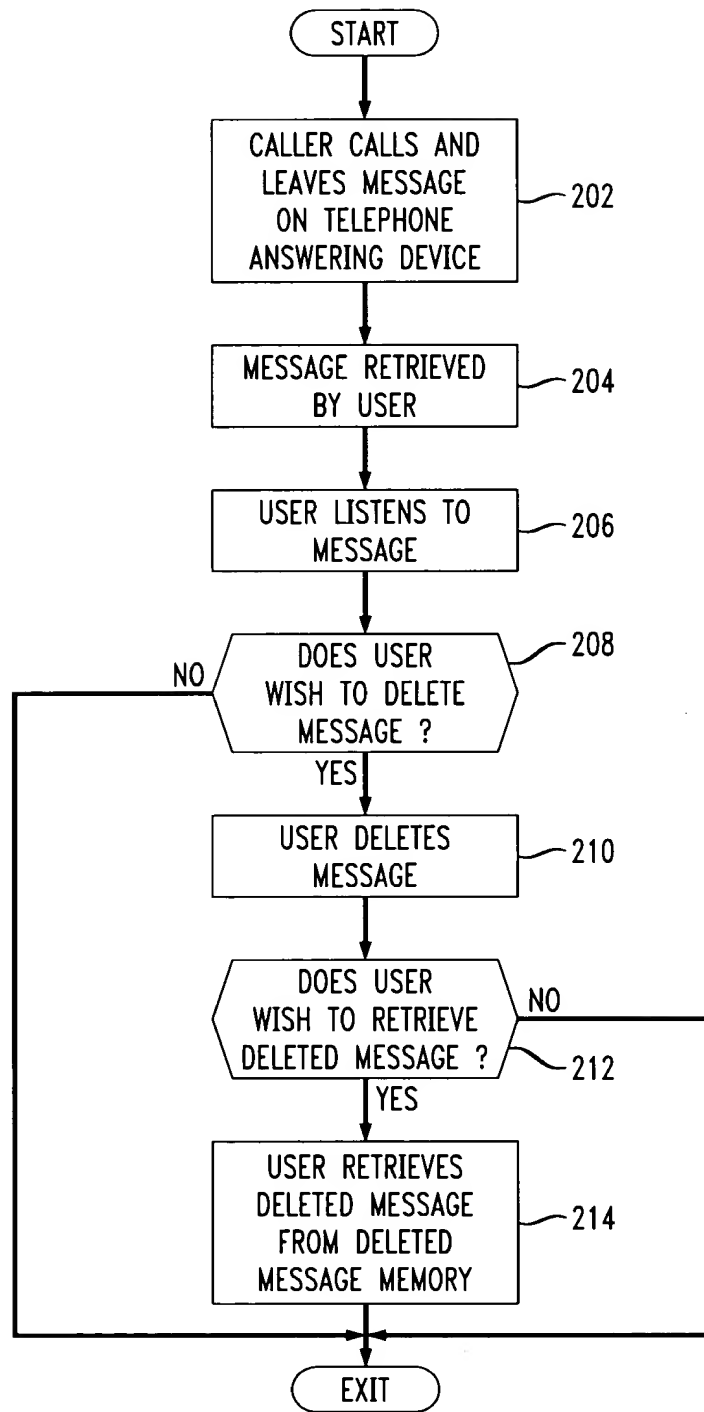 START
CALLER CALLS AND
LEAVES MESSAGE
ON TELEPHONE
ANSWERING DEVICE
202
MESSAGE RETRIEVED
BY USER
204
USER LISTENS TO
MESSAGE
206
DOES USER
WISH TO DELETE
MESSAGE ?
208
NO
YES
USER DELETES
MESSAGE
210
DOES USER
WISH TO RETRIEVE
DELETED MESSAGE ?
NO
212
YES
USER RETRIEVES
DELETED MESSAGE
FROM DELETED
MESSAGE MEMORY
214
EXIT